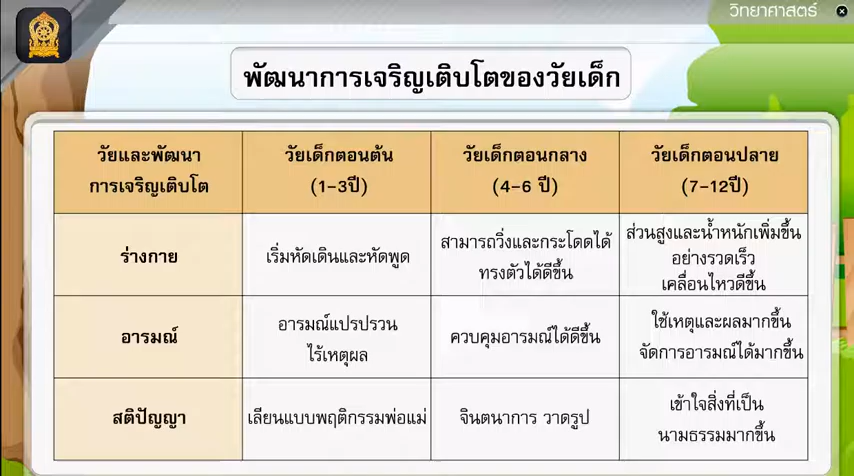 วิทยาศาสตร์
พัฒนาการเจริญเติบโตของวัยเด็ก
วัยและพัฒนา
การเจริญเติบโต
วัยเด็กตอนต้น
(1-3ปี)
วัยเด็กตอนกลาง
(4-6 ปี)
วัยเด็กตอนปลาย
(7-12ปี)
ร่างกาย
เริ่มหัดเดินและหัดพูด
สามารถวิ่งและกระโดดได้
ทรงตัวได้ดีขึ้น
ส่วนสูงและน้ำหนักเพิ่มขึ้น
อย่างรวดเร็ว
เคลื่อนไหวดีขึ้น
อารมณ์
อารมณ์แปรปรวน
ไร้เหตุผล
ควบคุมอารมณ์ได้ดีขึ้น
ใช้เหตุและผลมากขึ้น
จัดการอารมณ์ได้มากขึ้น
สติปัญญา
เลียนแบบพฤติกรรมพ่อแม่
จินตนาการ วาดรูป
เข้าใจสิ่งที่เป็น
นามธรรมมากขึ้น